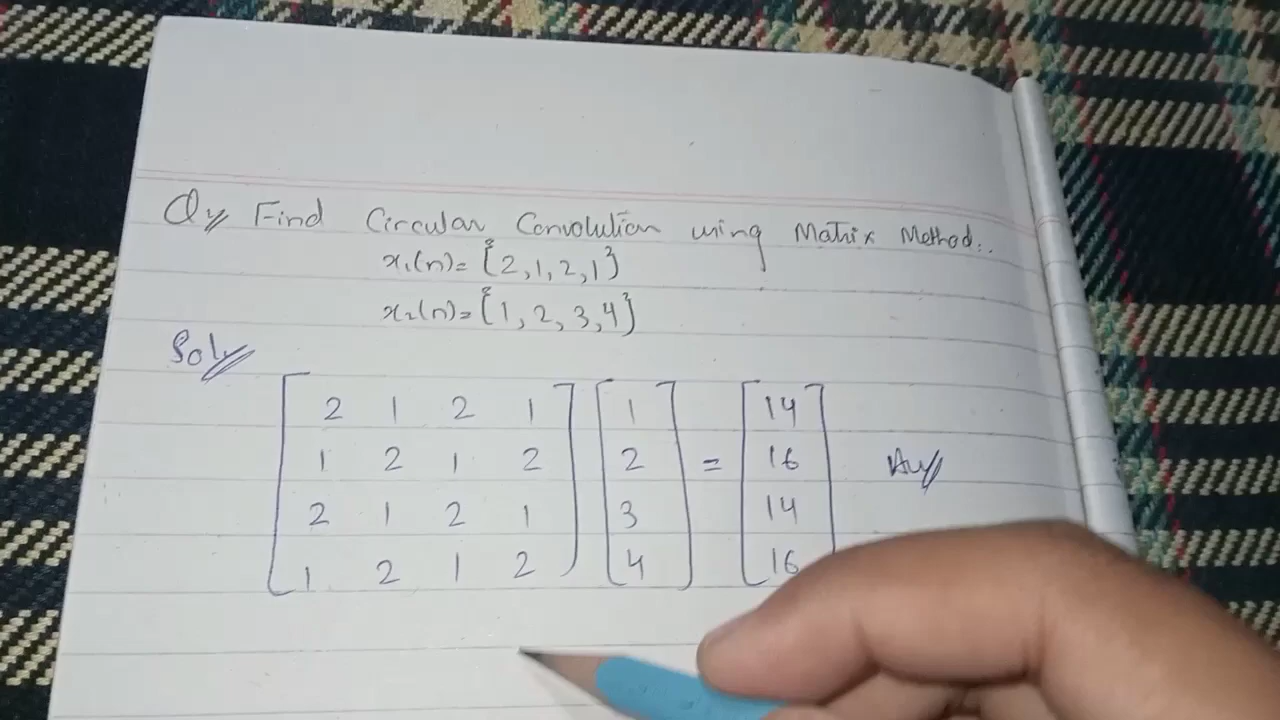 Q/ Find Circular Convolution using Matrix Method:.
x₁(n)= {2,1,2,1}
x₂(n)= {1,2,3,4}
Sol/
[2 1 2 1] [1] [14]
[1 2 1 2] [2] = [16] Ans/
[2 1 2 1] [3] [14]
[1 2 1 2] [4] [16]